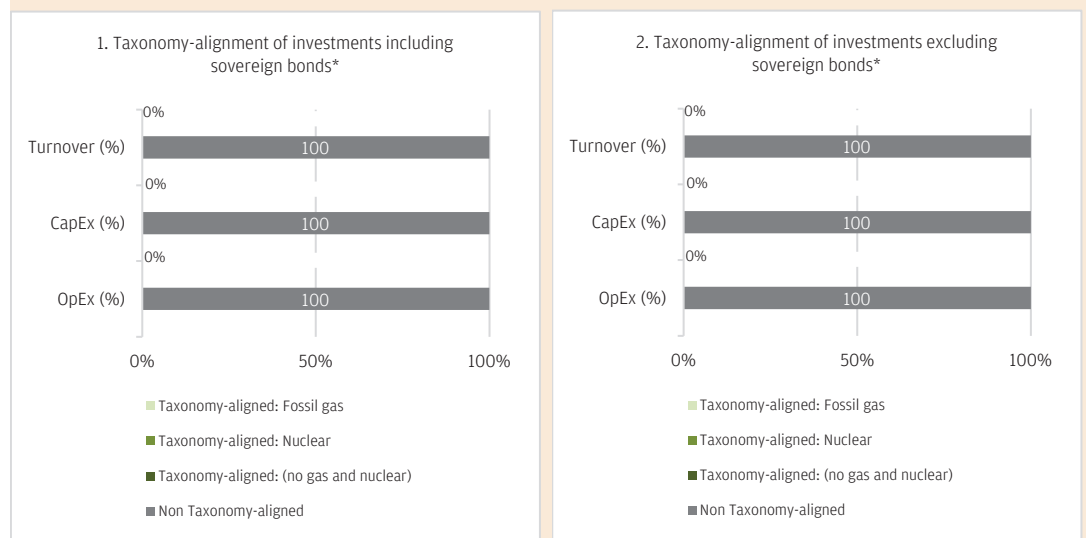 1. Taxonomy-alignment of investments including
sovereign bonds*
0%
Turnover (%)
100
0%
CapEx (%)
100
0%
OpEx (%)
100
0%
50%
100%
Taxonomy-aligned: Fossil gas
Taxonomy-aligned: Nuclear
Taxonomy-aligned: (no gas and nuclear)
Non Taxonomy-aligned
2. Taxonomy-alignment of investments excluding
sovereign bonds*
0%
Turnover (%)
100
0%
CapEx (%)
100
0%
OpEx (%)
100
0%
50%
100%
Taxonomy-aligned: Fossil gas
Taxonomy-aligned: Nuclear
Taxonomy-aligned: (no gas and nuclear)
Non Taxonomy-aligned